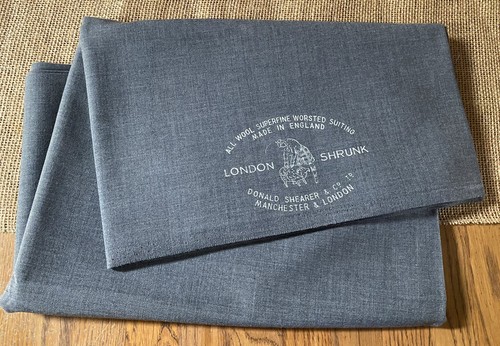 ALL WOOL SUPERFINE WORSTED SUITING
MADE IN ENGLAND
LONDON SHRUNK
DONALD SHEARER & Co. LTD
MANCHESTER & LONDON